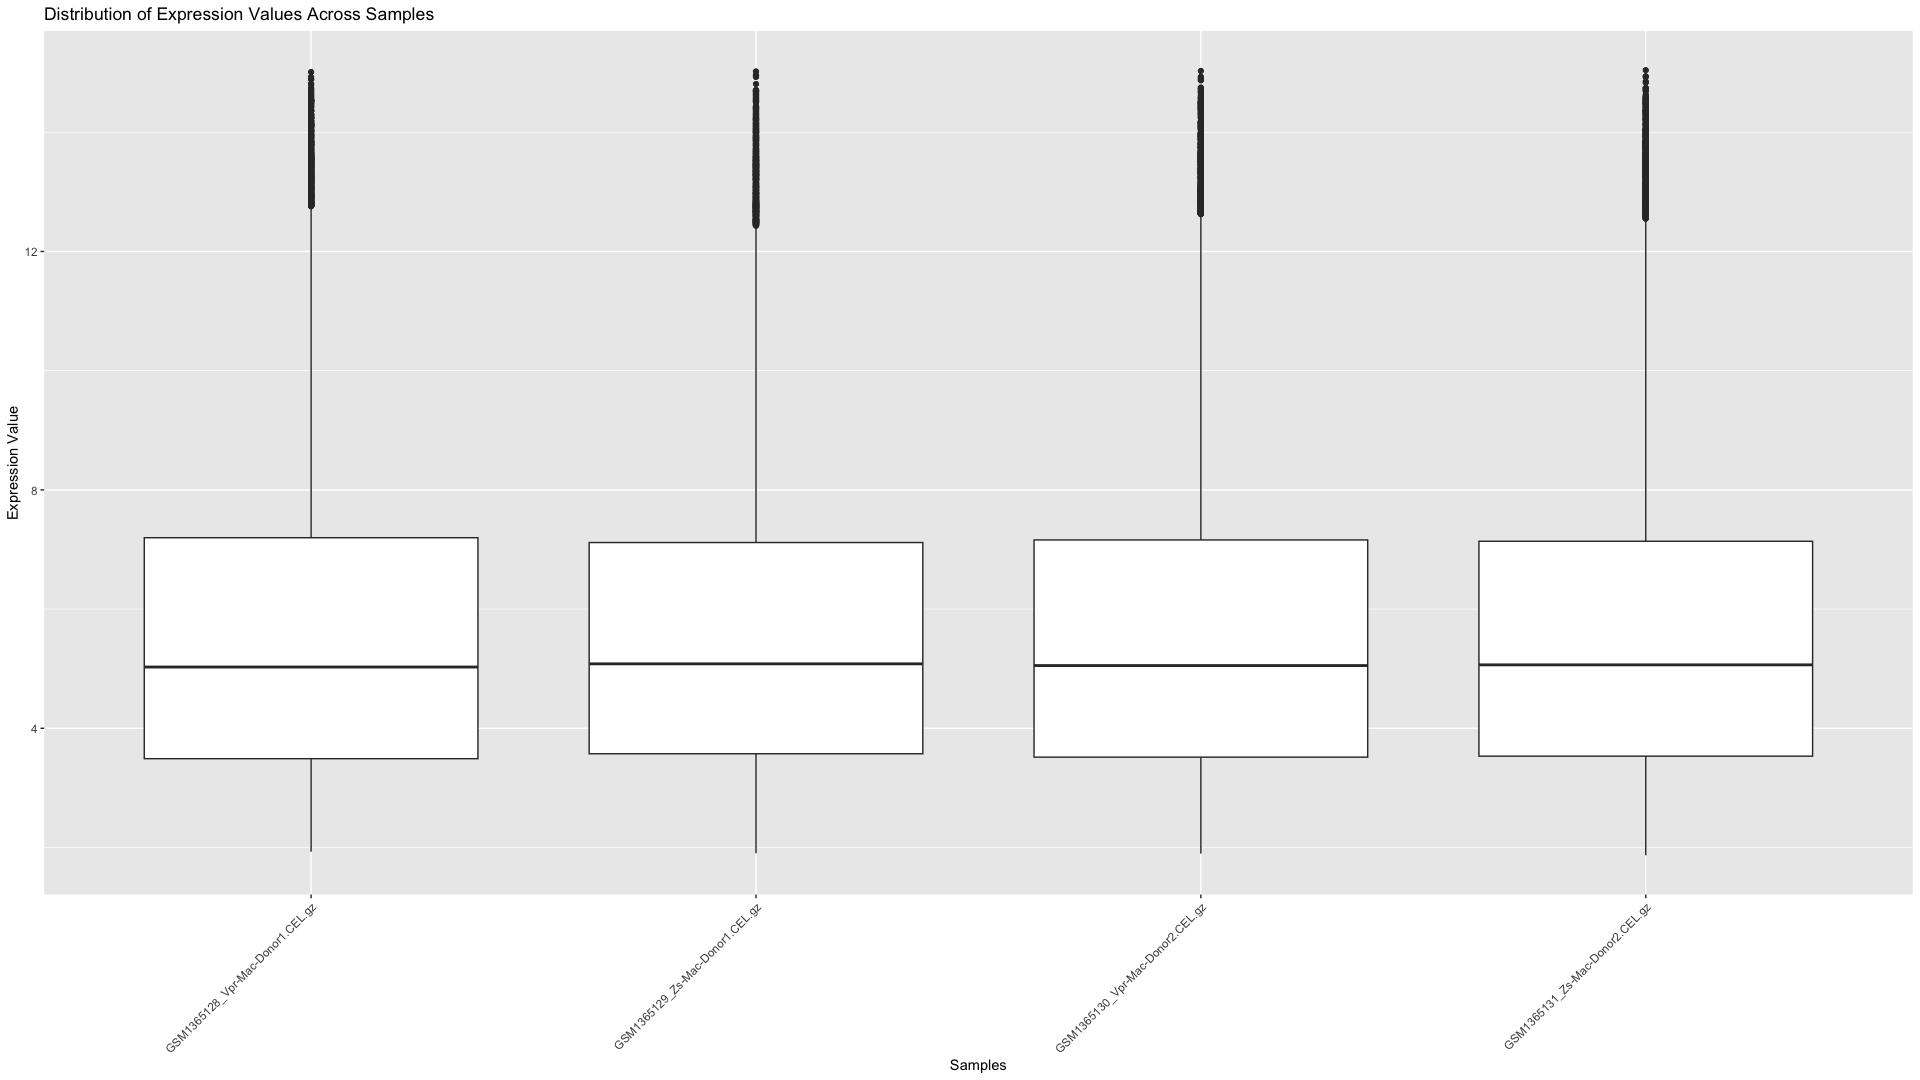 Distribution of Expression Values Across Samples
Expression Value
12
8
4
GSM1365128_Vpr-Mac-Donor1.CEL.gz
GSM1365129_Zs-Mac-Donor1.CEL.gz
GSM1365130_Vpr-Mac-Donor2.CEL.gz
GSM1365131_Zs-Mac-Donor2.CEL.gz
Samples